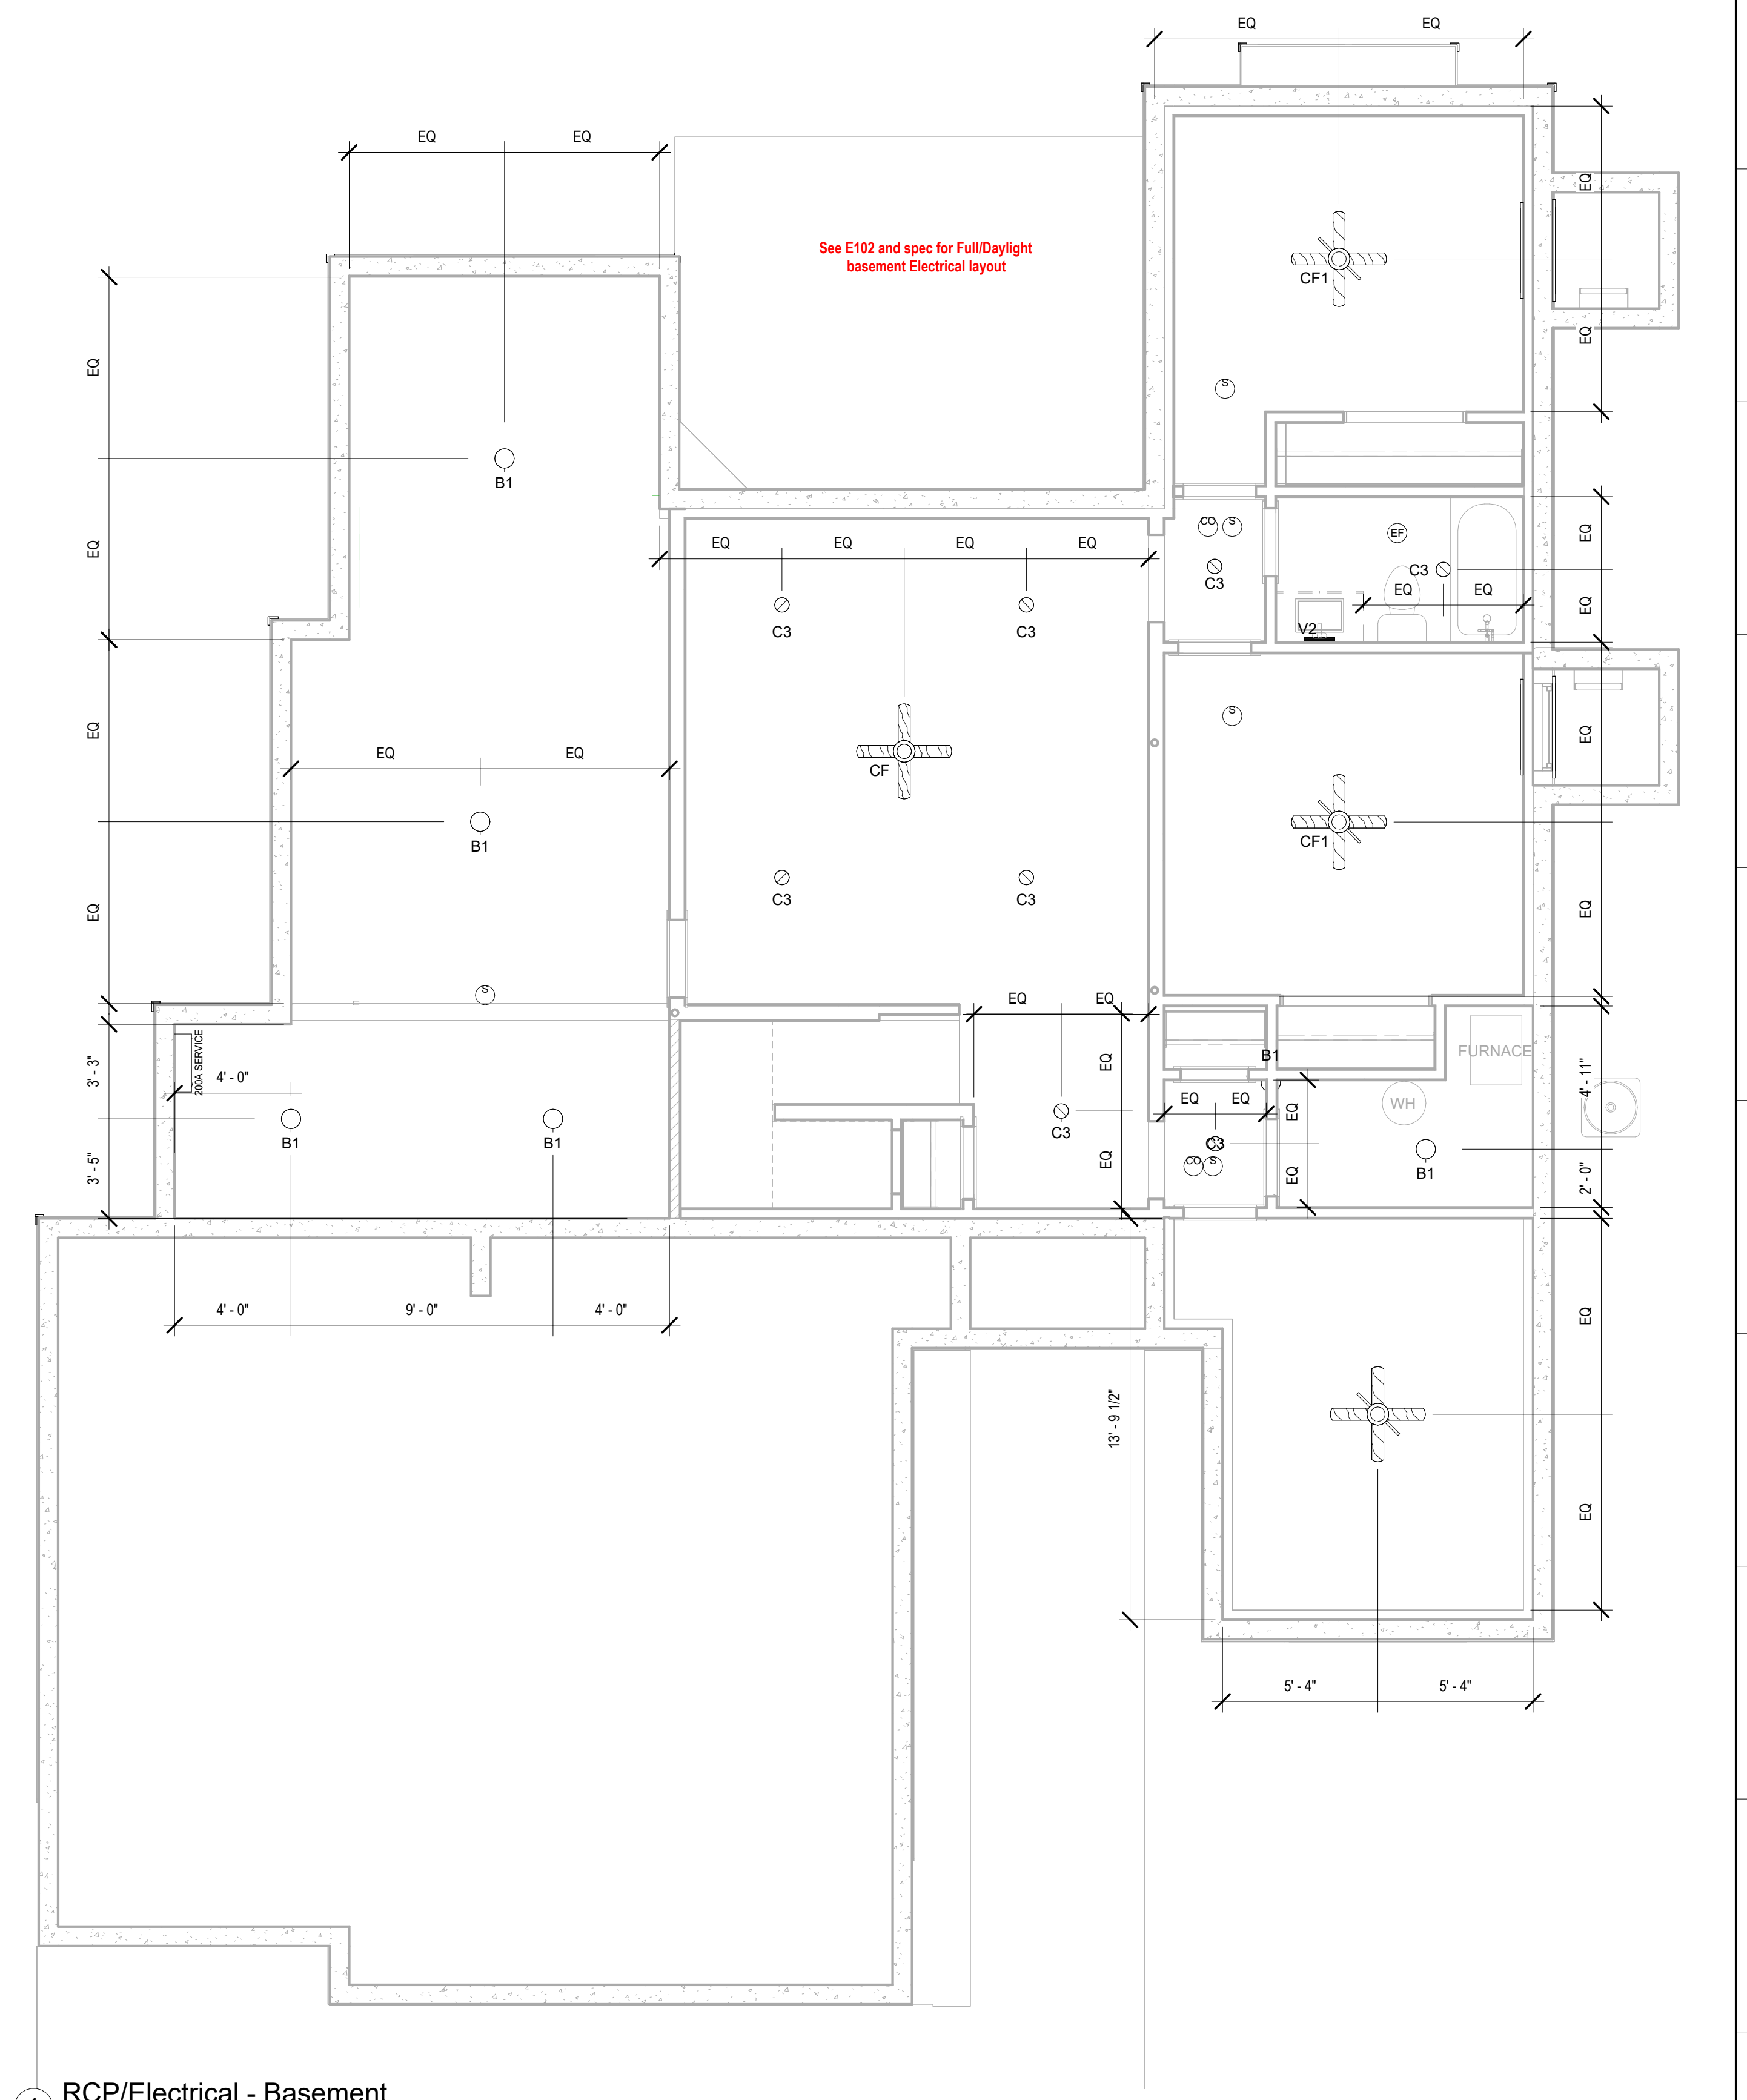 EQ EQ
EQ EQ
See E102 and spec for Full/Daylight
basement Electrical layout
EQ
EQ
CF1
EQ
EQ
S
B1
EQ
EQ EQ EQ EQ
CO S
EF
EQ
C3
C3
EQ EQ
EQ
C3
C3
V2
S
EQ
EQ
EQ EQ
CF
CF1
B1
C3
C3
EQ
EQ
S
EQ EQ
200A SERVICE
3' - 3"
4' - 0"
EQ
B1
FURNACE
4' - 11"
EQ EQ
EQ
WH
B1
B1
C3
C3
CO S
B1
3' - 5"
EQ
EQ
2' - 0"
4' - 0" 9' - 0" 4' - 0"
EQ
13' - 9 1/2"
EQ
5' - 4" 5' - 4"
RCP/Electrical - Basement